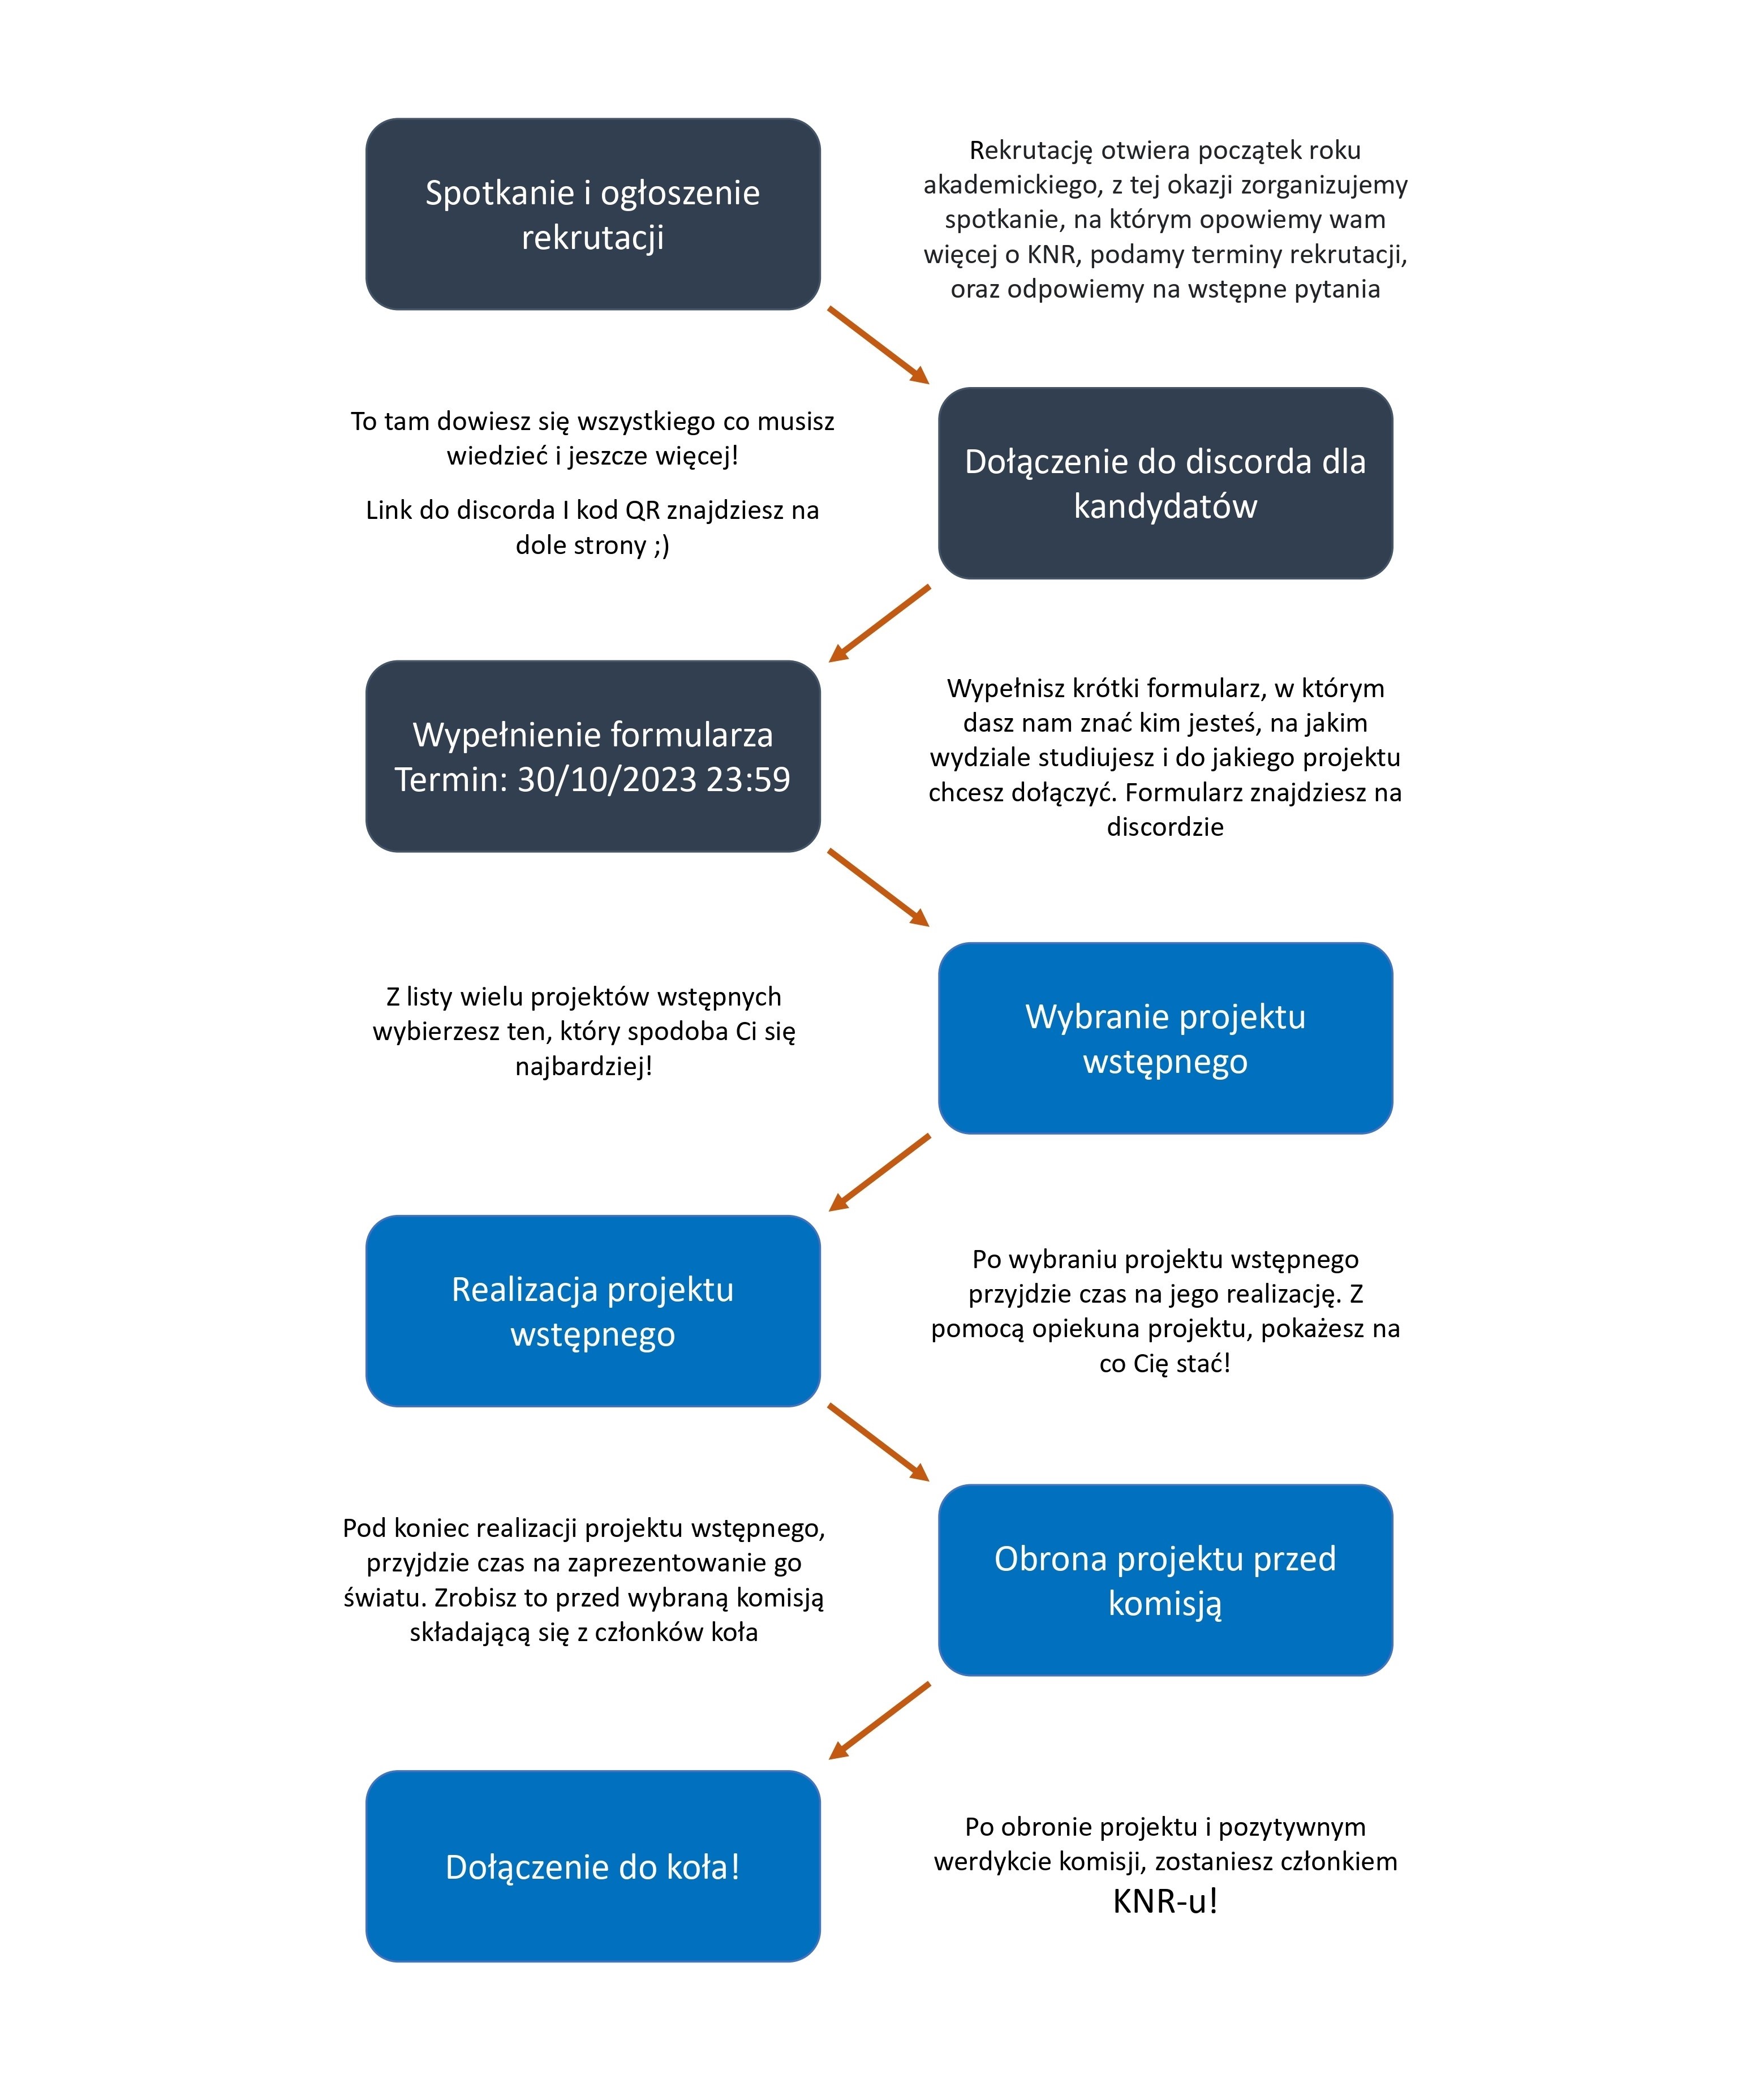 Spotkanie i ogłoszenie
rekrutacji
Rekrutację otwiera początek roku
akademickiego, z tej okazji zorganizujemy
spotkanie, na którym opowiemy wam
więcej o KNR, podamy terminy rekrutacji,
oraz odpowiemy na wstępne pytania
To tam dowiesz się wszystkiego co musisz
wiedzieć i jeszcze więcej!
Link do discorda I kod QR znajdziesz na
dole strony ;)
Dołączenie do discorda dla
kandydatów
Wypełnienie formularza
Termin: 30/10/2023 23:59
Wypełnisz krótki formularz, w którym
dasz nam znać kim jesteś, na jakim
wydziale studiujesz i do jakiego projektu
chcesz dołączyć. Formularz znajdziesz na
discordzie
Z listy wielu projektów wstępnych
wybierzesz ten, który spodoba Ci się
najbardziej!
Wybranie projektu
wstępnego
Realizacja projektu
wstępnego
Po wybraniu projektu wstępnego
przyjdzie czas na jego realizację. Z
pomocą opiekuna projektu, pokażesz na
co Cię stać!
Pod koniec realizacji projektu wstępnego,
przyjdzie czas na zaprezentowanie go
światu. Zrobisz to przed wybraną komisją
składającą się z członków koła
Obrona projektu przed
komisją
Dołączenie do koła!
Po obronie projektu i pozytywnym
werdykcie komisji, zostaniesz członkiem
KNR-u!